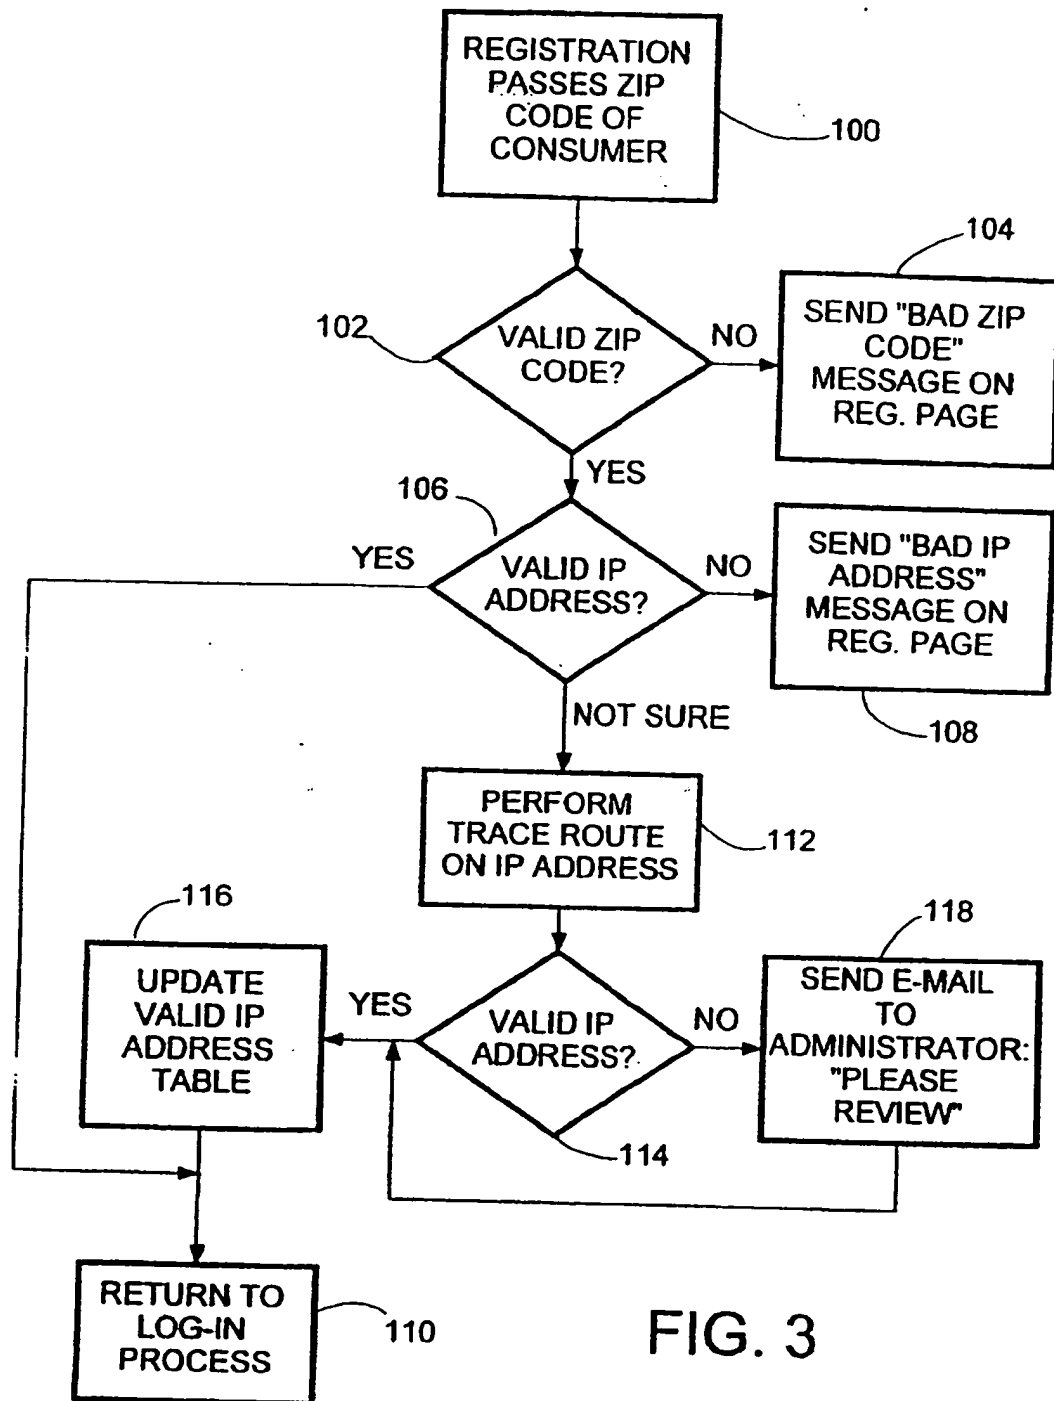 REGISTRATION
PASSES ZIP
CODE OF
CONSUMER
100
104
102
VALID ZIP
CODE?
NO
SEND "BAD ZIP
CODE"
MESSAGE ON
REG. PAGE
YES
106
YES
VALID IP
ADDRESS?
NO
SEND "BAD IP
ADDRESS"
MESSAGE ON
REG. PAGE
108
NOT SURE
PERFORM
TRACE ROUTE
ON IP ADDRESS
112
116
118
UPDATE
VALID IP
ADDRESS
TABLE
YES
VALID IP
ADDRESS?
NO
SEND E-MAIL
TO
ADMINISTRATOR:
"PLEASE
REVIEW"
114
RETURN TO
LOG-IN
PROCESS
110
FIG. 3